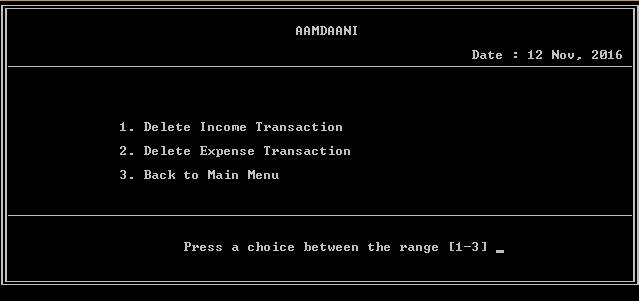 AAMDAANI
Date : 12 Nov, 2016
1. Delete Income Transaction
2. Delete Expense Transaction
3. Back to Main Menu
Press a choice between the range [1-3] _